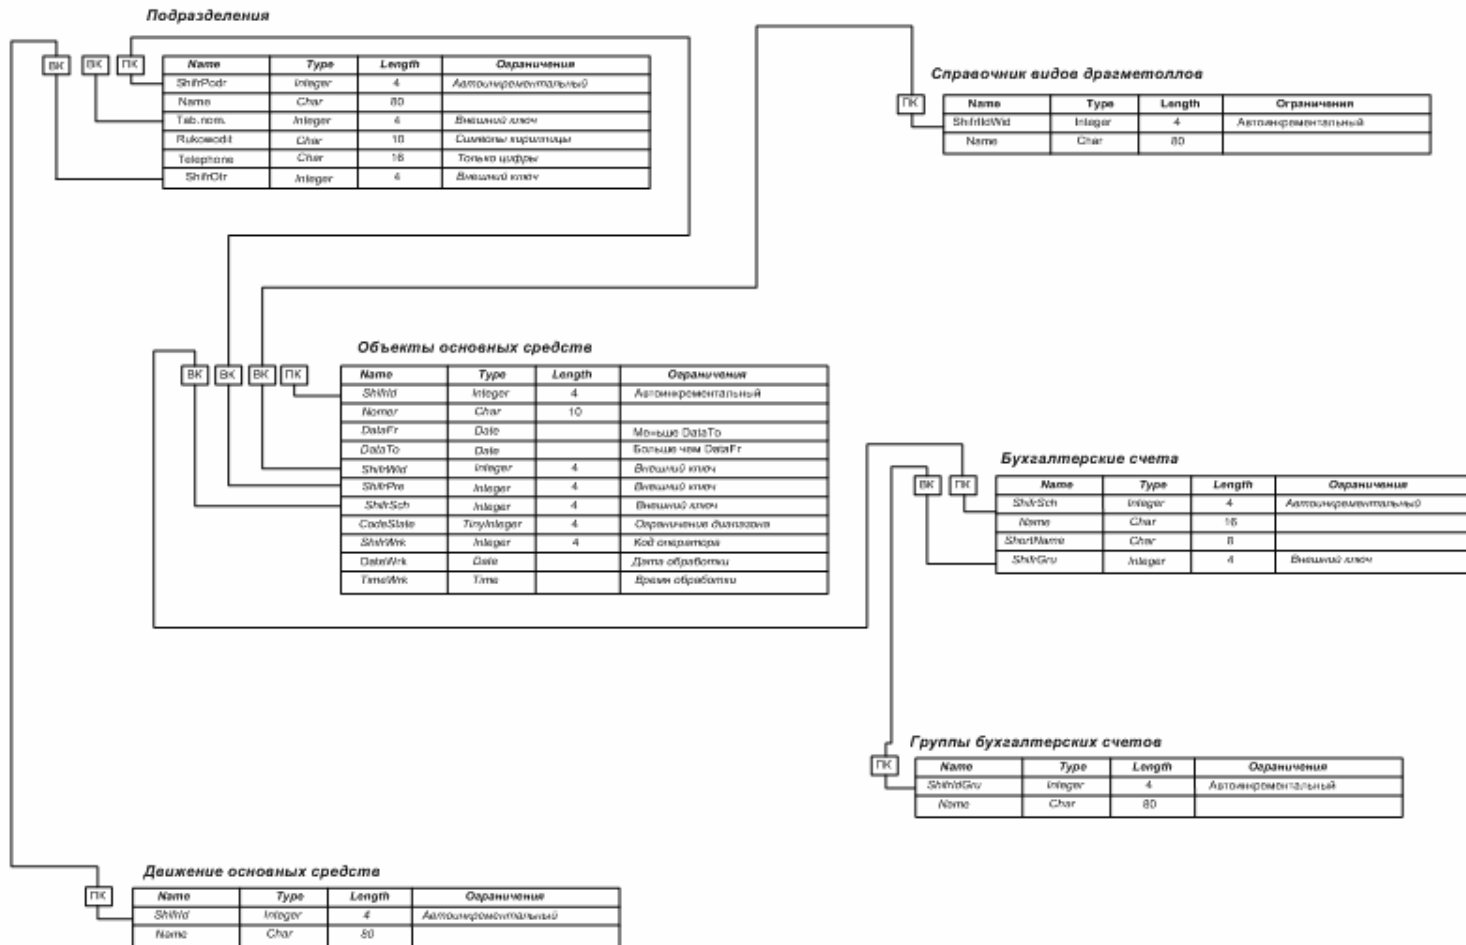 Подразделения
ВК ВК ПК
Name Type Length Ограничения
ShifrPodr Integer 4 Автоинкрементальный
Name Char 80
Tab.nom. Integer 4 Внешний ключ
Rukowodit Char 16 Символы кириллицы
Telephone Char 16 Только цифры
ShifrOtr Integer 4 Внешний ключ
Справочник видов драгметоллов
ПК
Name Type Length Ограничения
ShifrIdWid Integer 4 Автоинкрементальный
Name Char 80
Объекты основных средств
ВК ВК ВК ПК
Name Type Length Ограничения
ShifrId Integer 4 Автоинкрементальный
Nomer Char 10
DataFr Date Меньше DataTo
DataTo Date Больше чем DataFr
ShifrWid Integer 4 Внешний ключ
ShifrPre Integer 4 Внешний ключ
ShifrSch Integer 4 Внешний ключ
CodeState TinyInteger 4 Ограничение диапазона
ShifrWrk Integer 4 Код оператора
DateWrk Date Дата обработки
TimeWrk Time Время обработки
Бухгалтерские счета
ВК ПК
Name Type Length Ограничения
ShifrSch Integer 4 Автоинкрементальный
Name Char 16
ShortName Char 8
ShifrGru Integer 4 Внешний ключ
Группы бухгалтерских счетов
ПК
Name Type Length Ограничения
ShifrIdGru Integer 4 Автоинкрементальный
Name Char 80
Движение основных средств
ПК
Name Type Length Ограничения
ShifrId Integer 4 Автоинкрементальный
Name Char 80